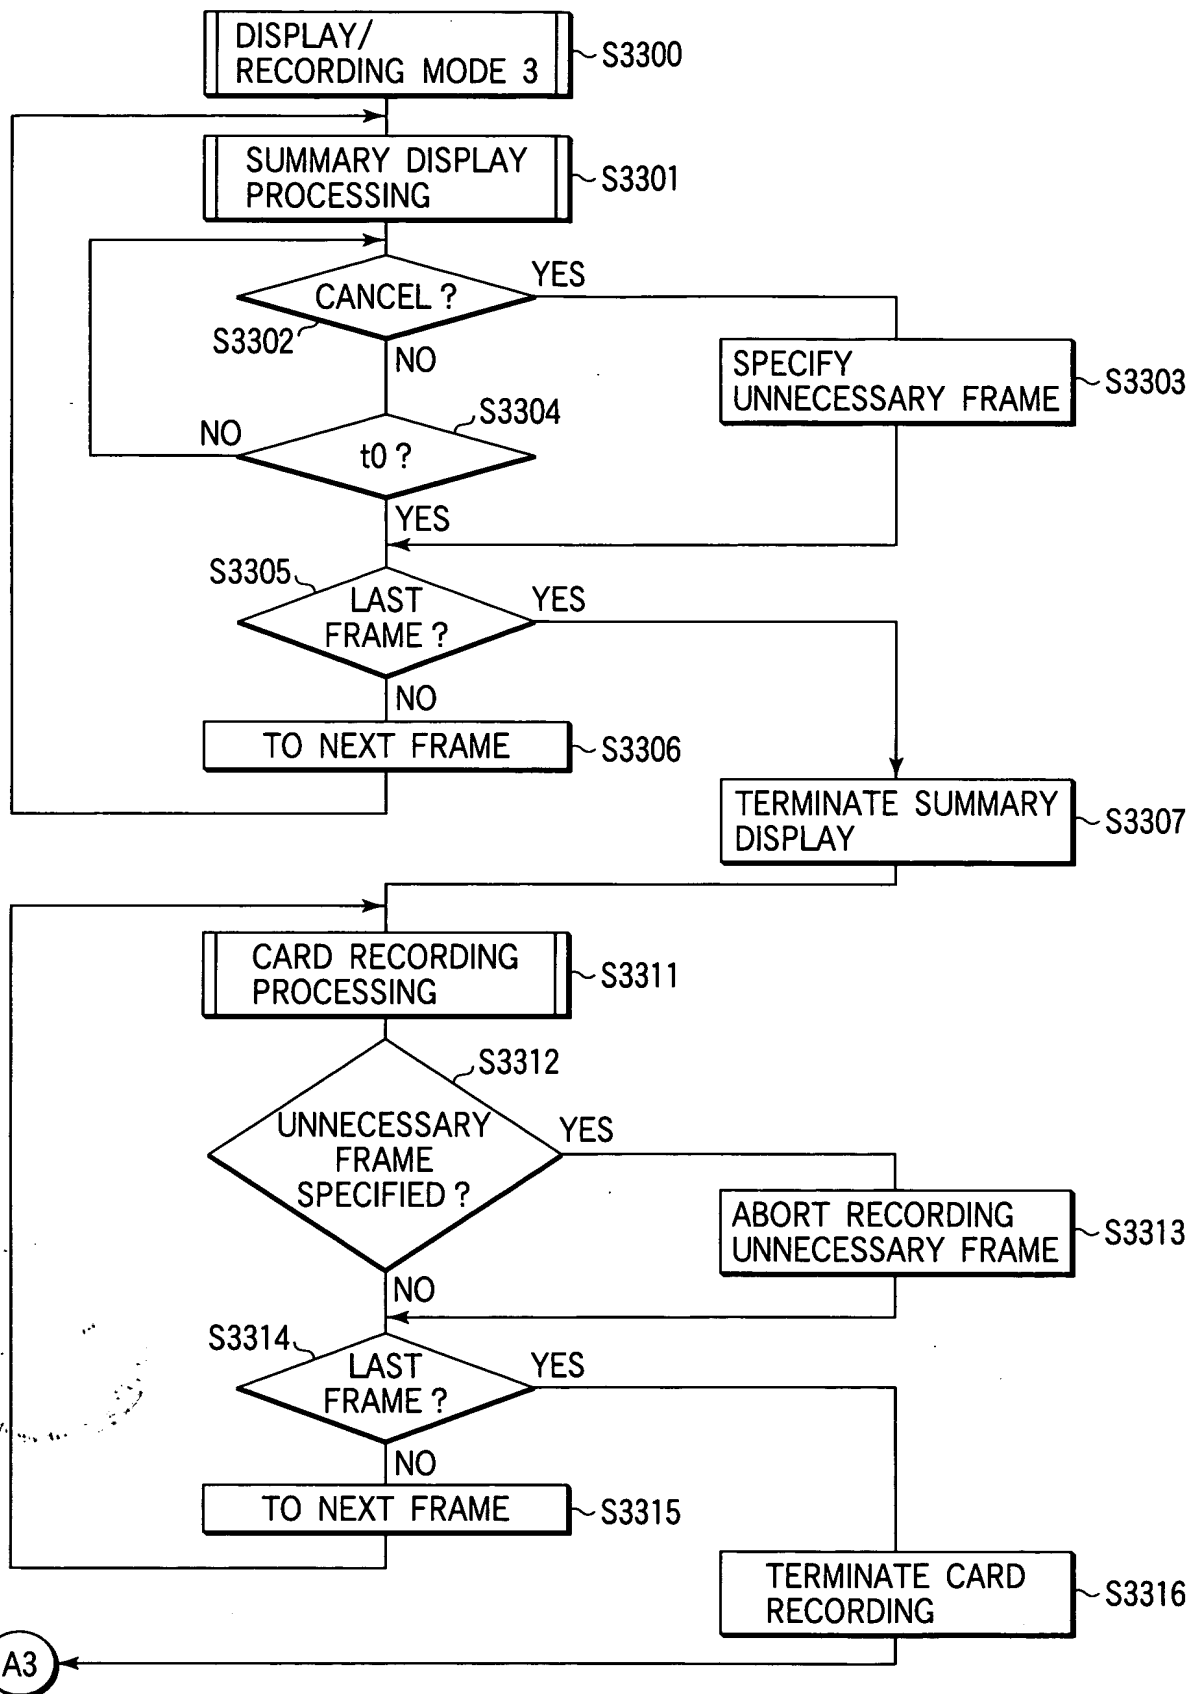 DISPLAY/
RECORDING MODE 3
S3300
SUMMARY DISPLAY
PROCESSING
S3301
CANCEL ?
YES
S3302
NO
SPECIFY
UNNECESSARY FRAME
S3303
S3304
NO
t0 ?
YES
S3305
LAST
FRAME ?
YES
NO
TO NEXT FRAME
S3306
TERMINATE SUMMARY
DISPLAY
S3307
CARD RECORDING
PROCESSING
S3311
S3312
UNNECESSARY
FRAME
SPECIFIED ?
YES
ABORT RECORDING
UNNECESSARY FRAME
S3313
NO
S3314
LAST
FRAME ?
YES
NO
TO NEXT FRAME
S3315
TERMINATE CARD
RECORDING
S3316
A3